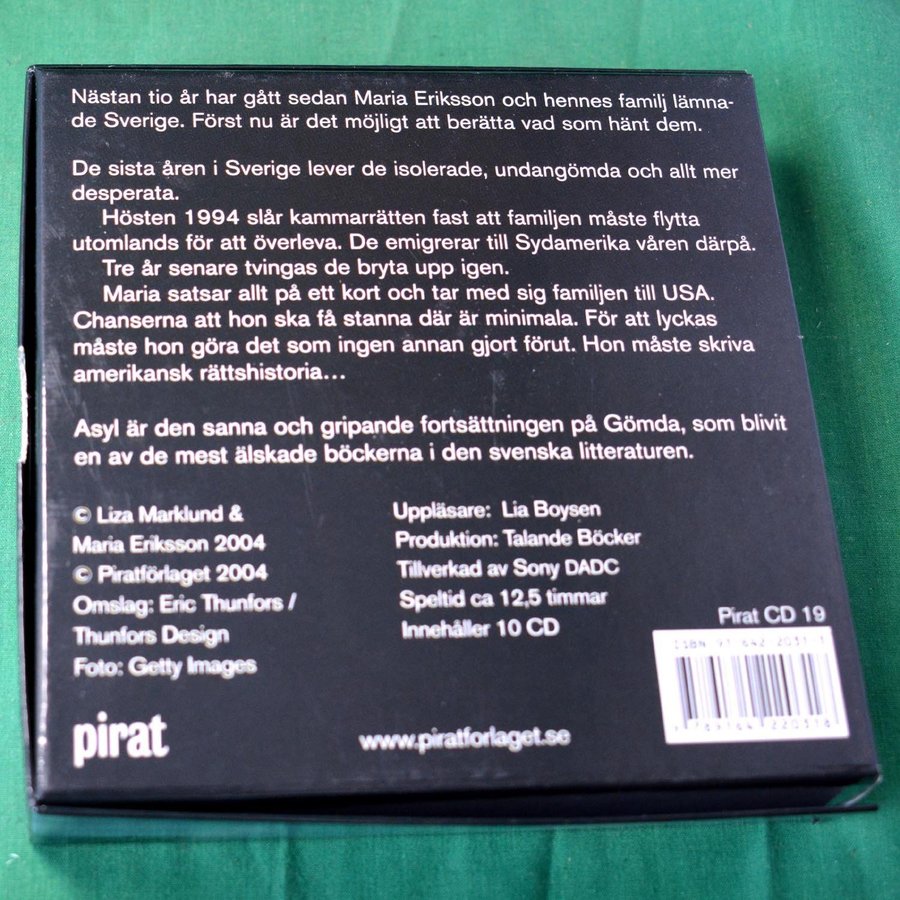 Nästan tio år har gått sedan Maria Eriksson och hennes familj lämna-
de Sverige. Först nu är det möjligt att berätta vad som hänt dem.
De sista åren i Sverige lever de isolerade, undangömda och allt mer
desperata.
Hösten 1994 slår kammarrätten fast att familjen måste flytta
utomlands för att överleva. De emigrerar till Sydamerika våren därpå.
Tre år senare tvingas de bryta upp igen.
Maria satsar allt på ett kort och tar med sig familjen till USA.
Chanserna att hon ska få stanna där är minimala. För att lyckas
måste hon göra det som ingen annan gjort förut. Hon måste skriva
amerikansk rättshistoria...
Asyl är den sanna och gripande fortsättningen på Gömda, som blivit
en av de mest älskade böckerna i den svenska litteraturen.
© Liza Marklund &
Maria Eriksson 2004
© Piratförlaget 2004
Omslag: Eric Thunfors /
Thunfors Design
Foto: Getty Images
Uppläsare: Lia Boysen
Produktion: Talande Böcker
Tillverkad av Sony DADC
Speltid ca 12,5 timmar
Innehåller 10 CD
Pirat CD 19
ISBN 91-642-2031-1
9 789164 220318
pirat
www.piratforlaget.se